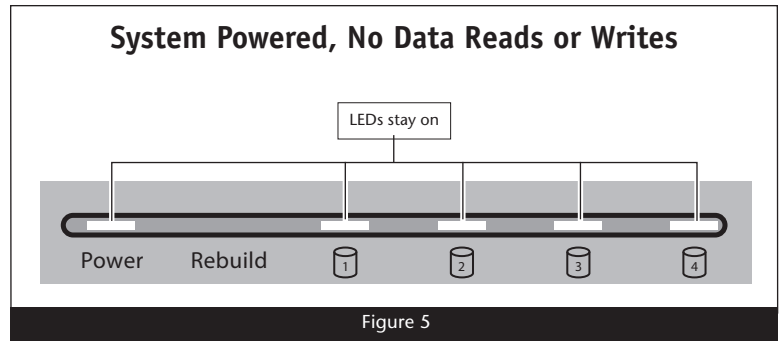 System Powered, No Data Reads or Writes
LEDs stay on
Power Rebuild 1 2 3 4
Figure 5